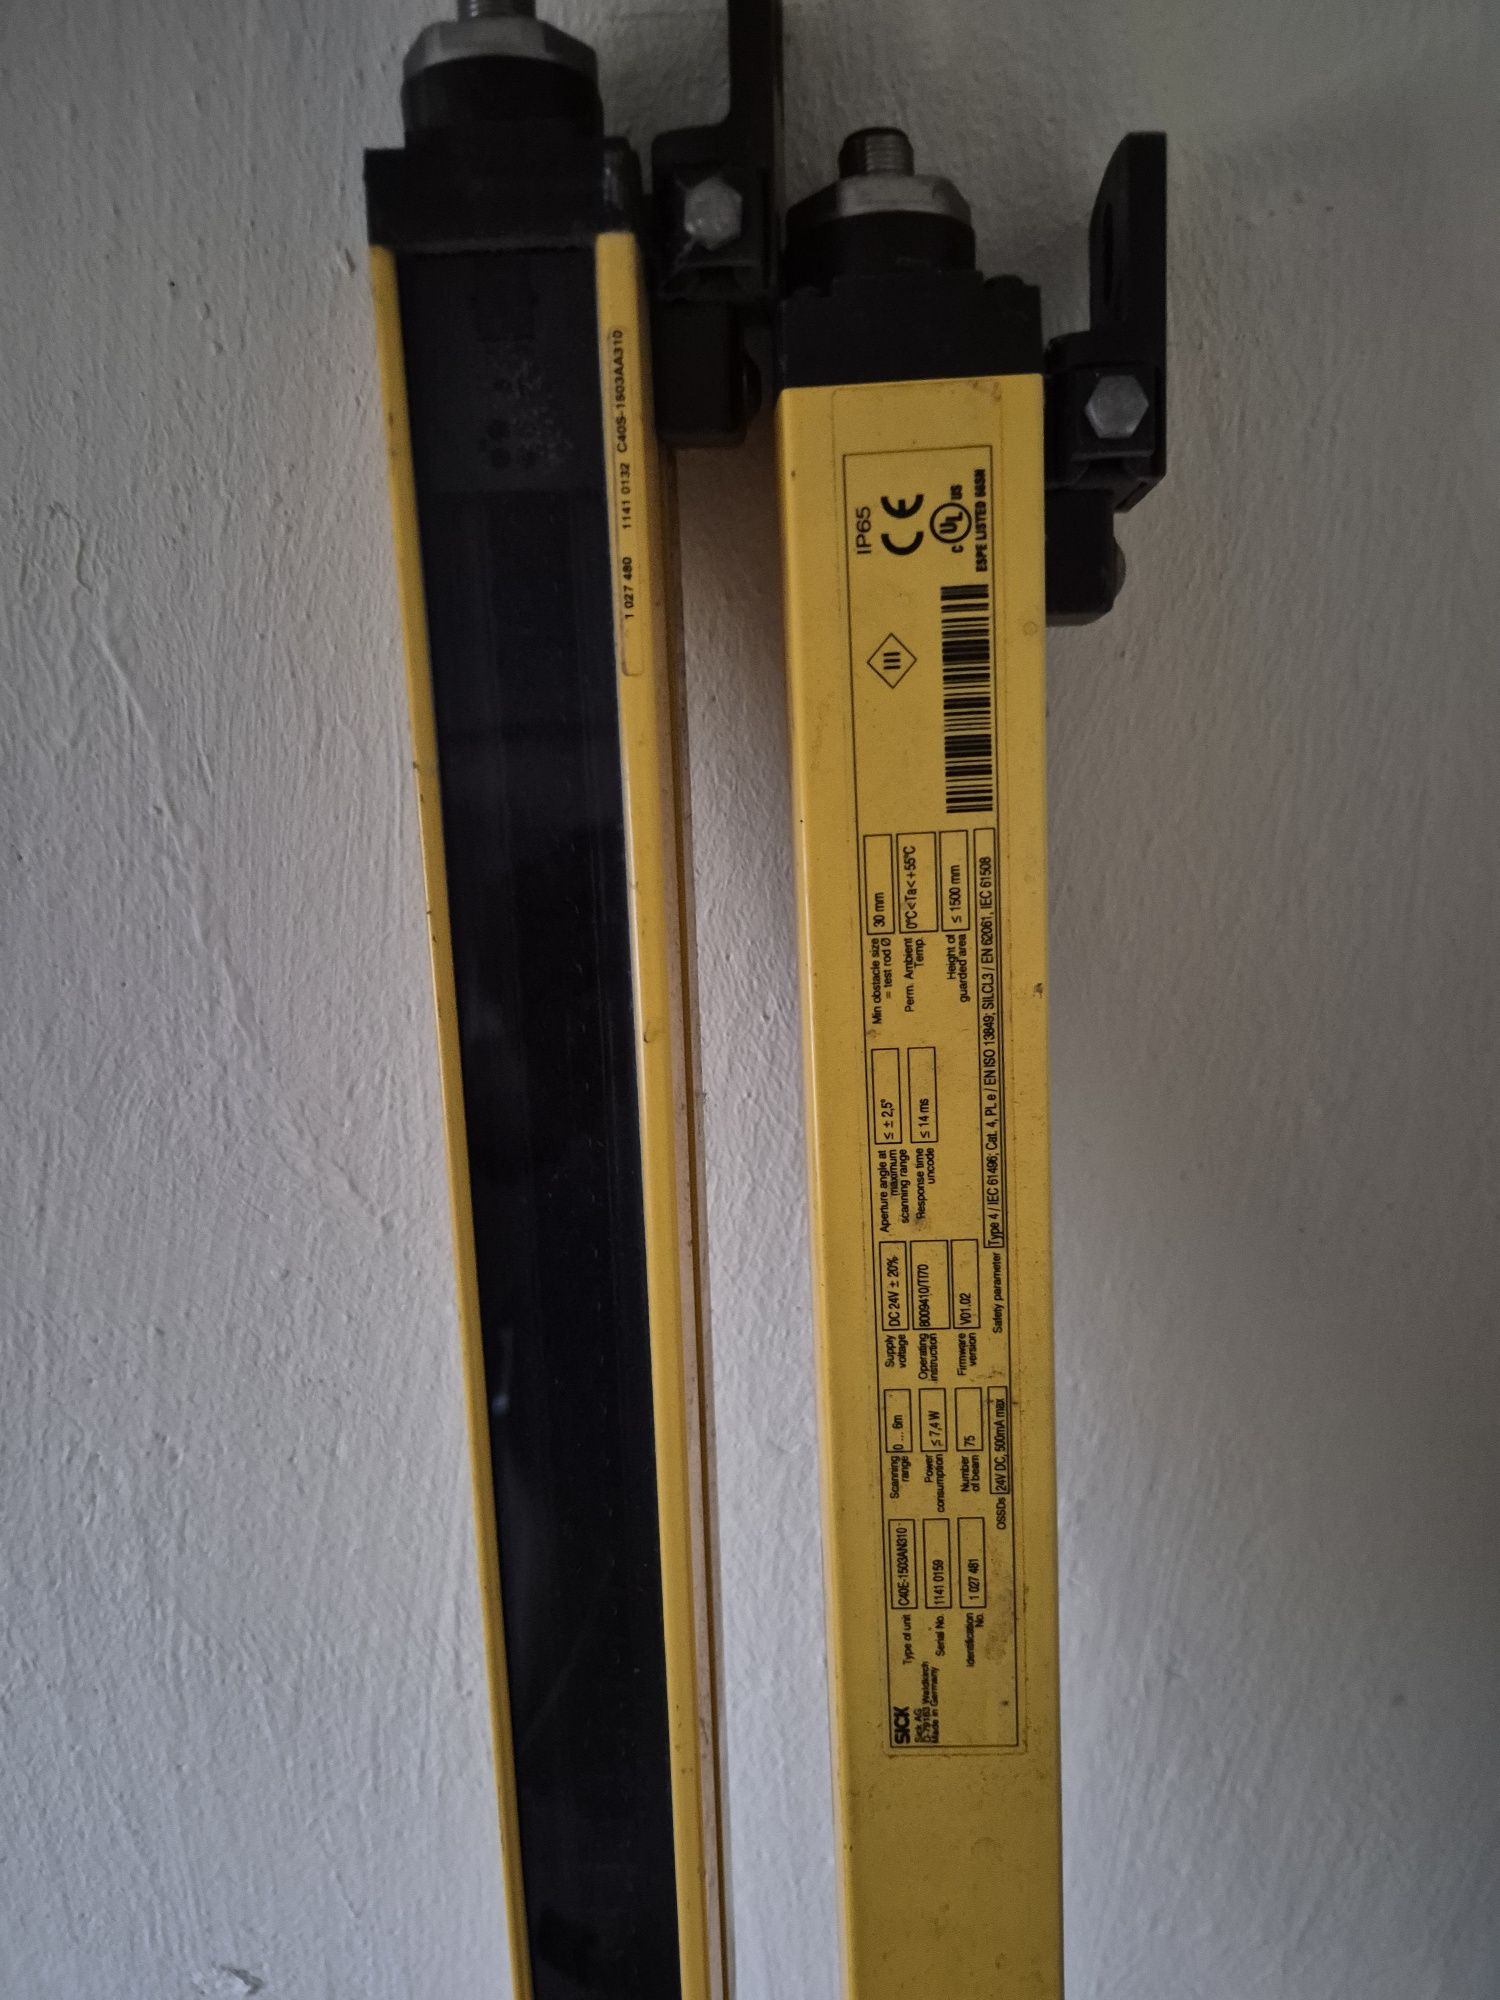 1 027 480 1141 0132 C40S-1503AA310
SICK
Sick AG
D-79183 Waldkirch
Made in Germany
Type of unit C40E-1503AN310
Serial No. 1141 0159
Identification
No. 1 027 481
Scanning
range 0 ... 6m
Power
consumption ≤ 7,4 W
Number
of beam 75
OSSDs 24V DC, 500mA max
Supply
voltage DC 24V ± 20%
Operating
instruction 8009410/TI70
Firmware
version V01.02
Safety parameter Type 4 / IEC 61496; Cat. 4, PL e / EN ISO 13849; SILCL3 / EN 62061, IEC 61508
Aperture angle at
maximum
scanning range ≤ ± 2,5°
Response time
uncode ≤ 14 ms
Min obstacle size
= test rod Ø 30 mm
Perm. Ambient
Temp. 0°C<Ta<+55°C
Height of
guarded area ≤ 1500 mm
III
IP65
CE
C UL US
ESPE LISTED